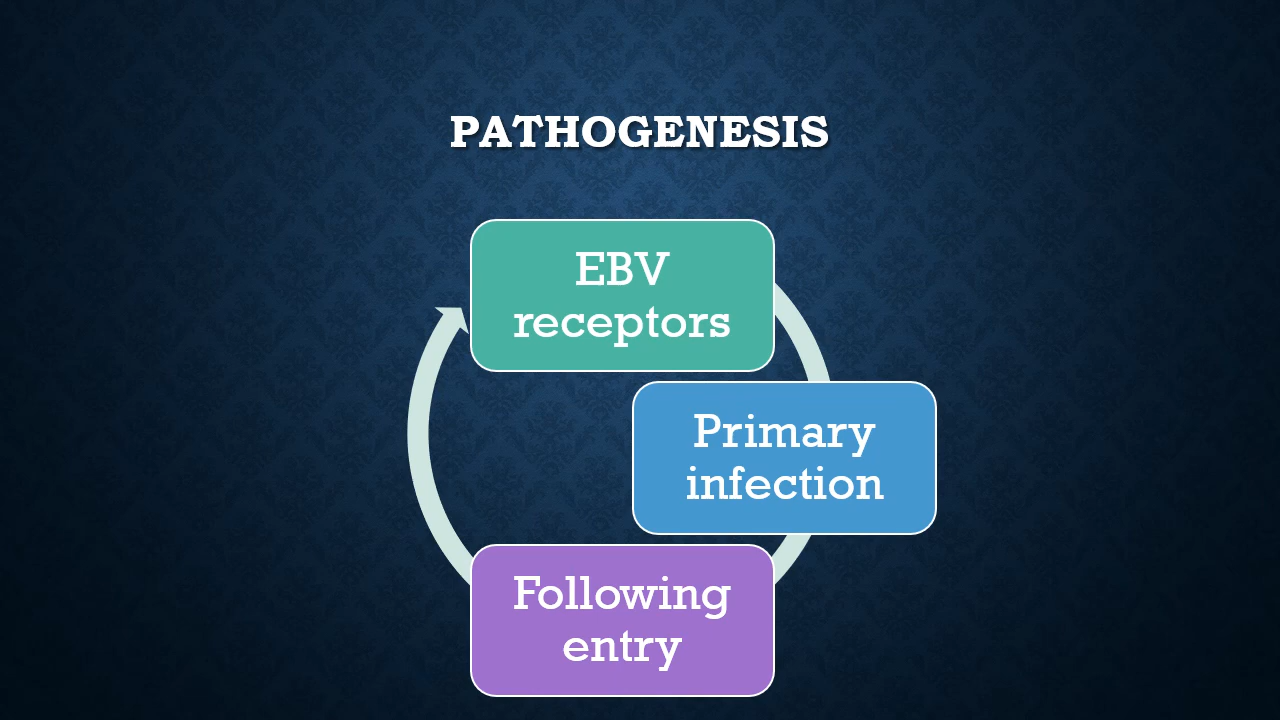 PATHOGENESIS
EBV
receptors
Primary
infection
Following
entry